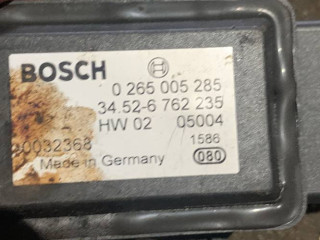 BOSCH
0 265 005 285
34.52-6 762 235
HW 02 05004
0032368 1586
Made in Germany 080